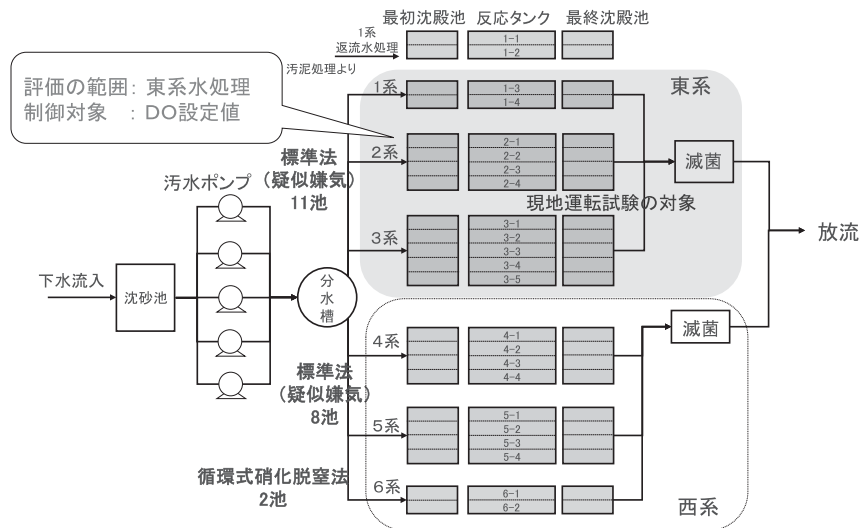 最初沈殿池 反応タンク 最終沈殿池
1系
返流水処理
汚泥処理より
1-1
1-2
評価の範囲: 東系水処理
制御対象 : DO設定値
東系
1系
1-3
1-4
2系
2-1
2-2
2-3
2-4
滅菌
標準法
(疑似嫌気)
11池
現地運転試験の対象
3系
3-1
3-2
3-3
3-4
3-5
汚水ポンプ
下水流入
沈砂池
分
水
槽
放流
滅菌
4系
4-1
4-2
4-3
4-4
標準法
(疑似嫌気)
8池
5系
5-1
5-2
5-3
5-4
循環式硝化脱窒法
2池
6系
6-1
6-2
西系